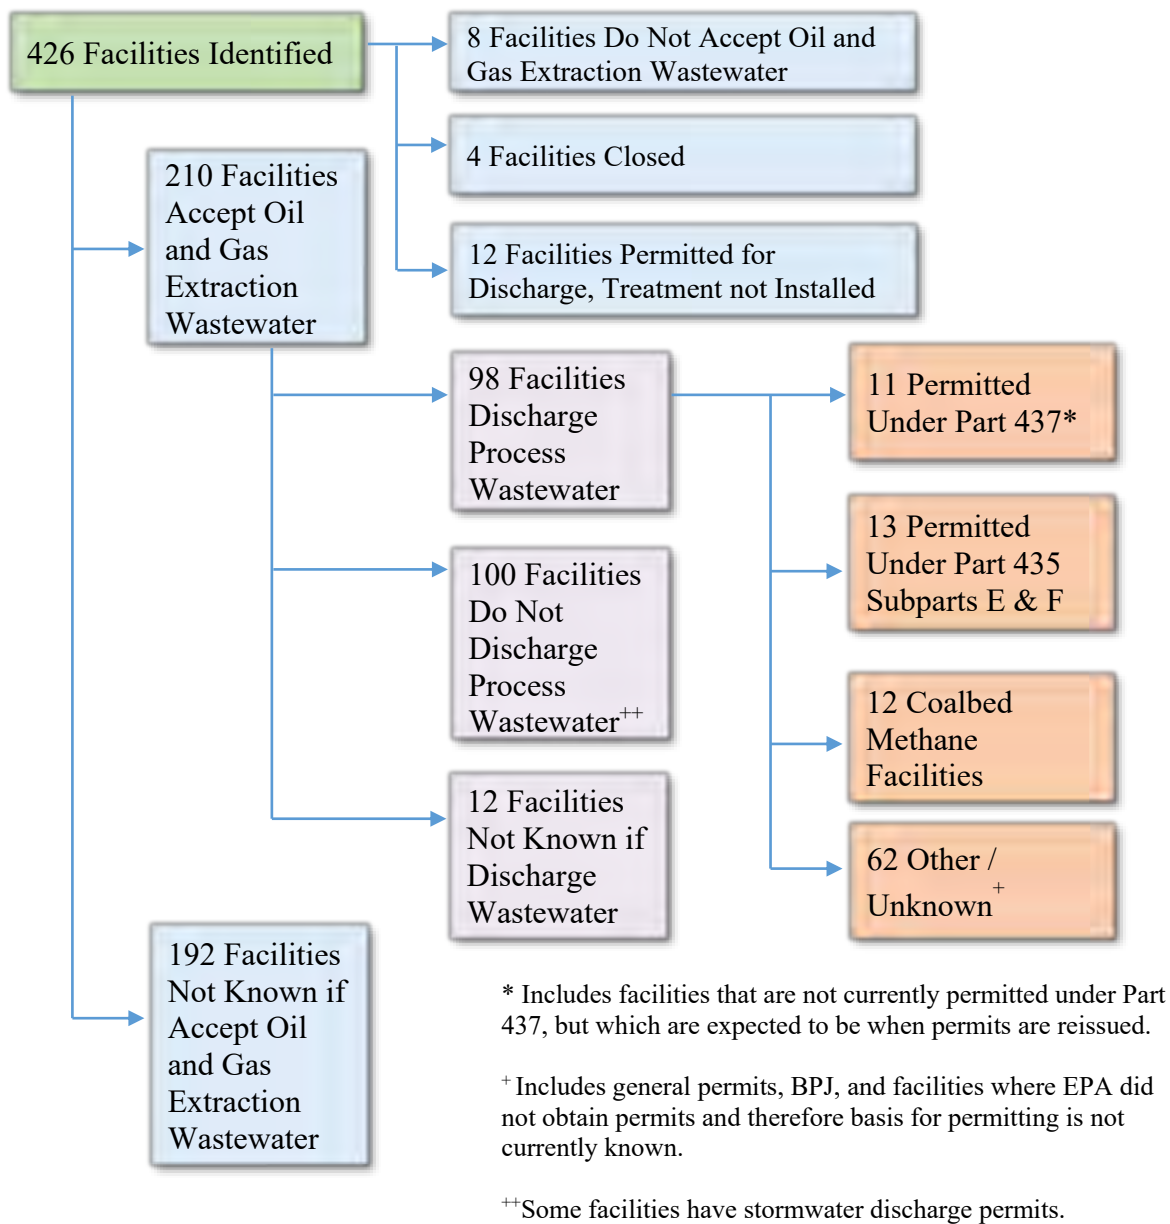 426 Facilities Identified
8 Facilities Do Not Accept Oil and
Gas Extraction Wastewater
4 Facilities Closed
12 Facilities Permitted for
Discharge, Treatment not Installed
210 Facilities
Accept Oil
and Gas
Extraction
Wastewater
98 Facilities
Discharge
Process
Wastewater
100 Facilities
Do Not
Discharge
Process
Wastewater++
12 Facilities
Not Known if
Discharge
Wastewater
11 Permitted
Under Part 437*
13 Permitted
Under Part 435
Subparts E & F
12 Coalbed
Methane
Facilities
62 Other /
Unknown+
192 Facilities
Not Known if
Accept Oil
and Gas
Extraction
Wastewater
* Includes facilities that are not currently permitted under Part
437, but which are expected to be when permits are reissued.
+ Includes general permits, BPJ, and facilities where EPA did
not obtain permits and therefore basis for permitting is not
currently known.
++Some facilities have stormwater discharge permits.